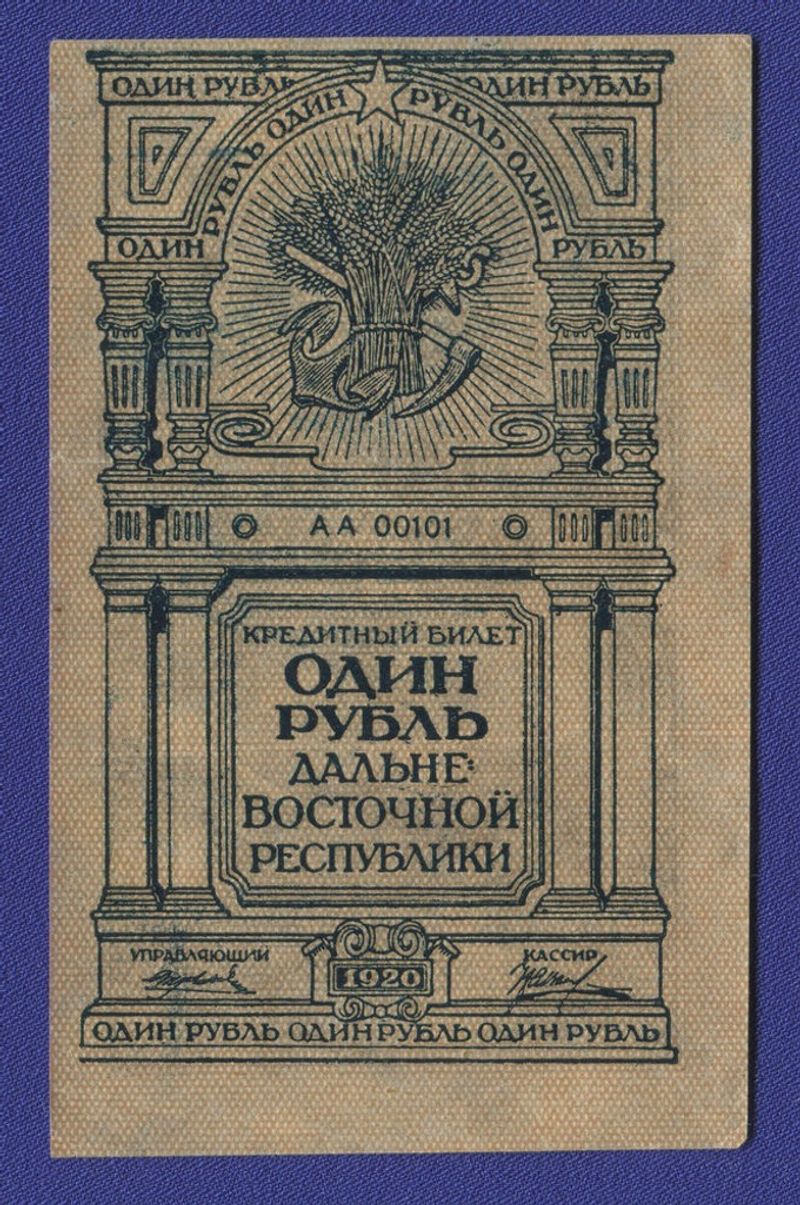 ОДИН РУБЛЬ ОДИН РУБЛЬ
РУБЛЬ ОДИН РУБЛЬ ОДИН
ОДИН РУБЛЬ
АА 00101
КРЕДИТНЫЙ БИЛЕТ
ОДИН
РУБЛЬ
ДАЛЬНЕ:
ВОСТОЧНОЙ
РЕСПУБЛИКИ
УПРАВЛЯЮЩИЙ КАССИР
1920
ОДИН РУБЛЬ ОДИН РУБЛЬ ОДИН РУБЛЬ